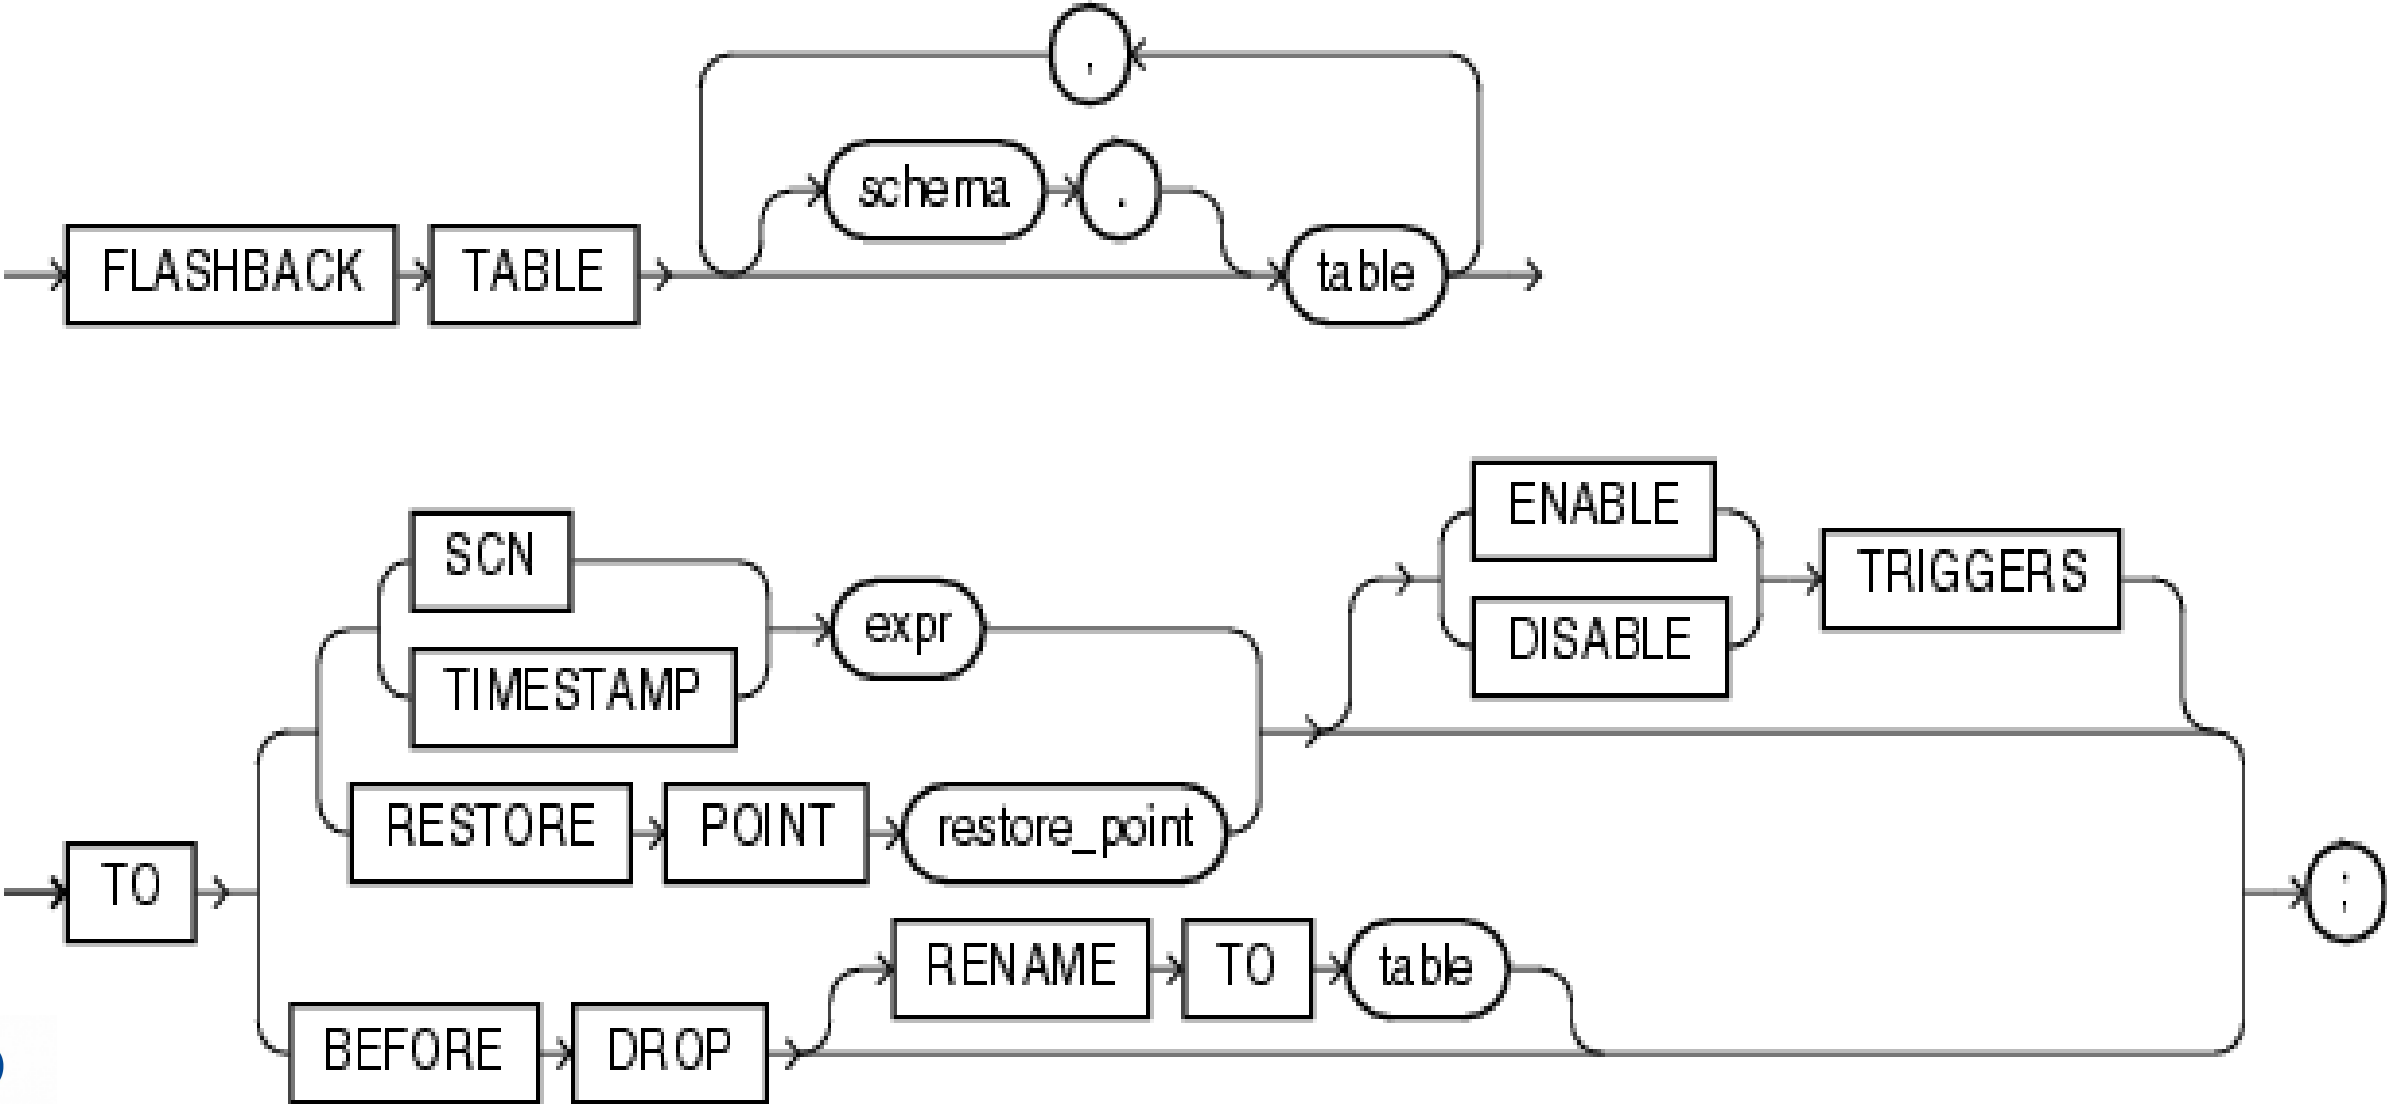 ,
schema .
FLASHBACK TABLE table
ENABLE
SCN
TRIGGERS
expr
DISABLE
TIMESTAMP
RESTORE POINT restore_point
TO
;
RENAME TO table
BEFORE DROP